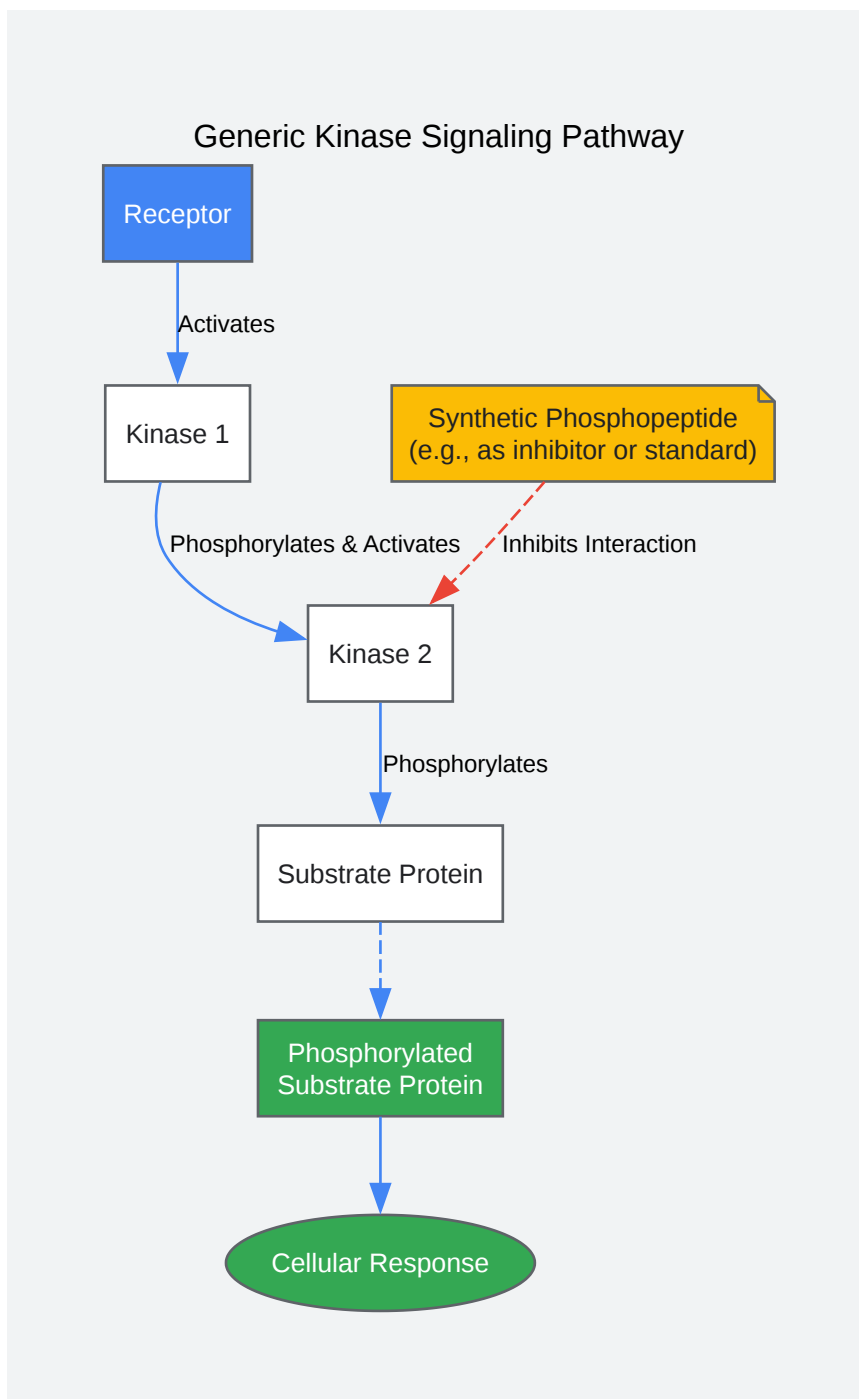 Generic Kinase Signaling Pathway
Receptor
Activates
Kinase 1
Synthetic Phosphopeptide
(e.g., as inhibitor or standard)
Phosphorylates & Activates
Inhibits Interaction
Kinase 2
Phosphorylates
Substrate Protein
Phosphorylated
Substrate Protein
Cellular Response